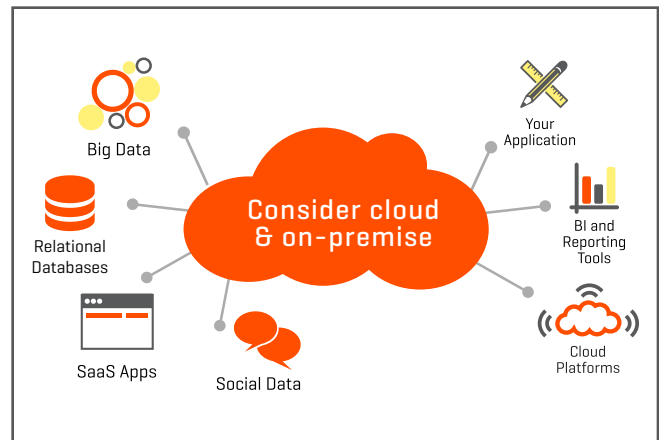 Big Data
Relational
Databases
SaaS Apps
Social Data
Consider cloud
& on-premise
Your
Application
BI and
Reporting
Tools
Cloud
Platforms